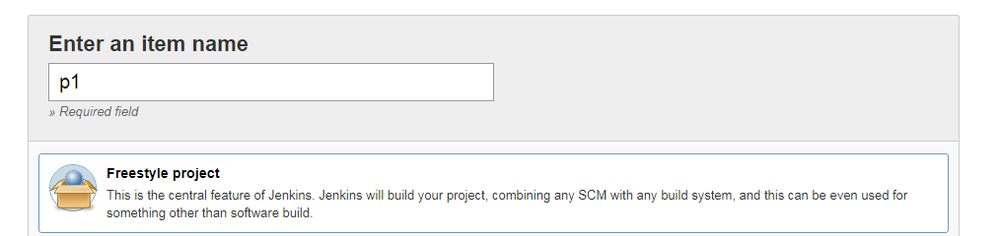 Enter an item name
p1
» Required field
Freestyle project
This is the central feature of Jenkins. Jenkins will build your project, combining any SCM with any build system, and this can be even used for
something other than software build.